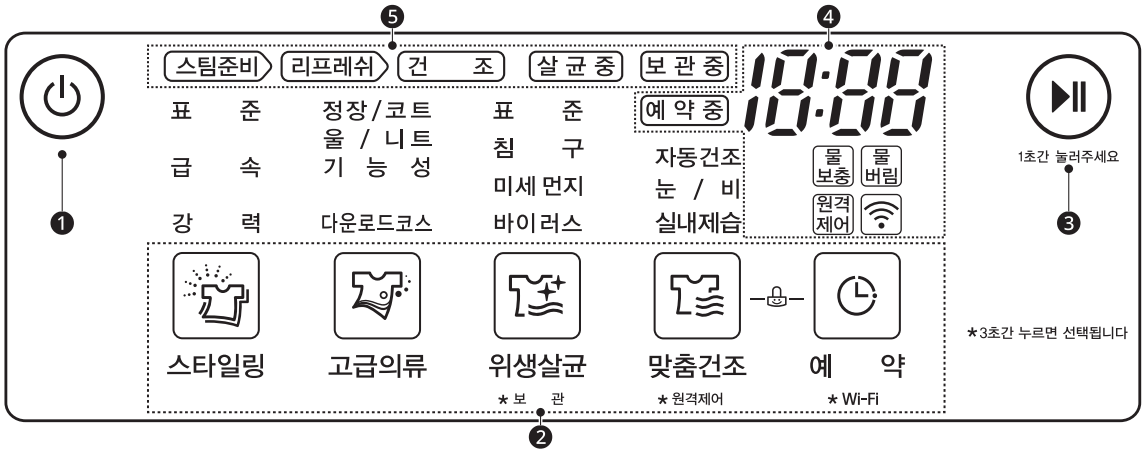 5
4
스팀준비 리프레쉬 건 조 살균중 보관중 18:88
표 준 정장/코트 표 준 예약중
울 / 니트 침 구 자동건조 물보충 물버림
급 속 기 능 성 미세먼지 눈 / 비
강 력 다운로드코스 바이러스 실내제습 원격제어
1초간 눌러주세요
1
3
스타일링 고급의류 위생살균 맞춤건조 예 약
*3초간 누르면 선택됩니다
*보 관 *원격제어 *Wi-Fi
2